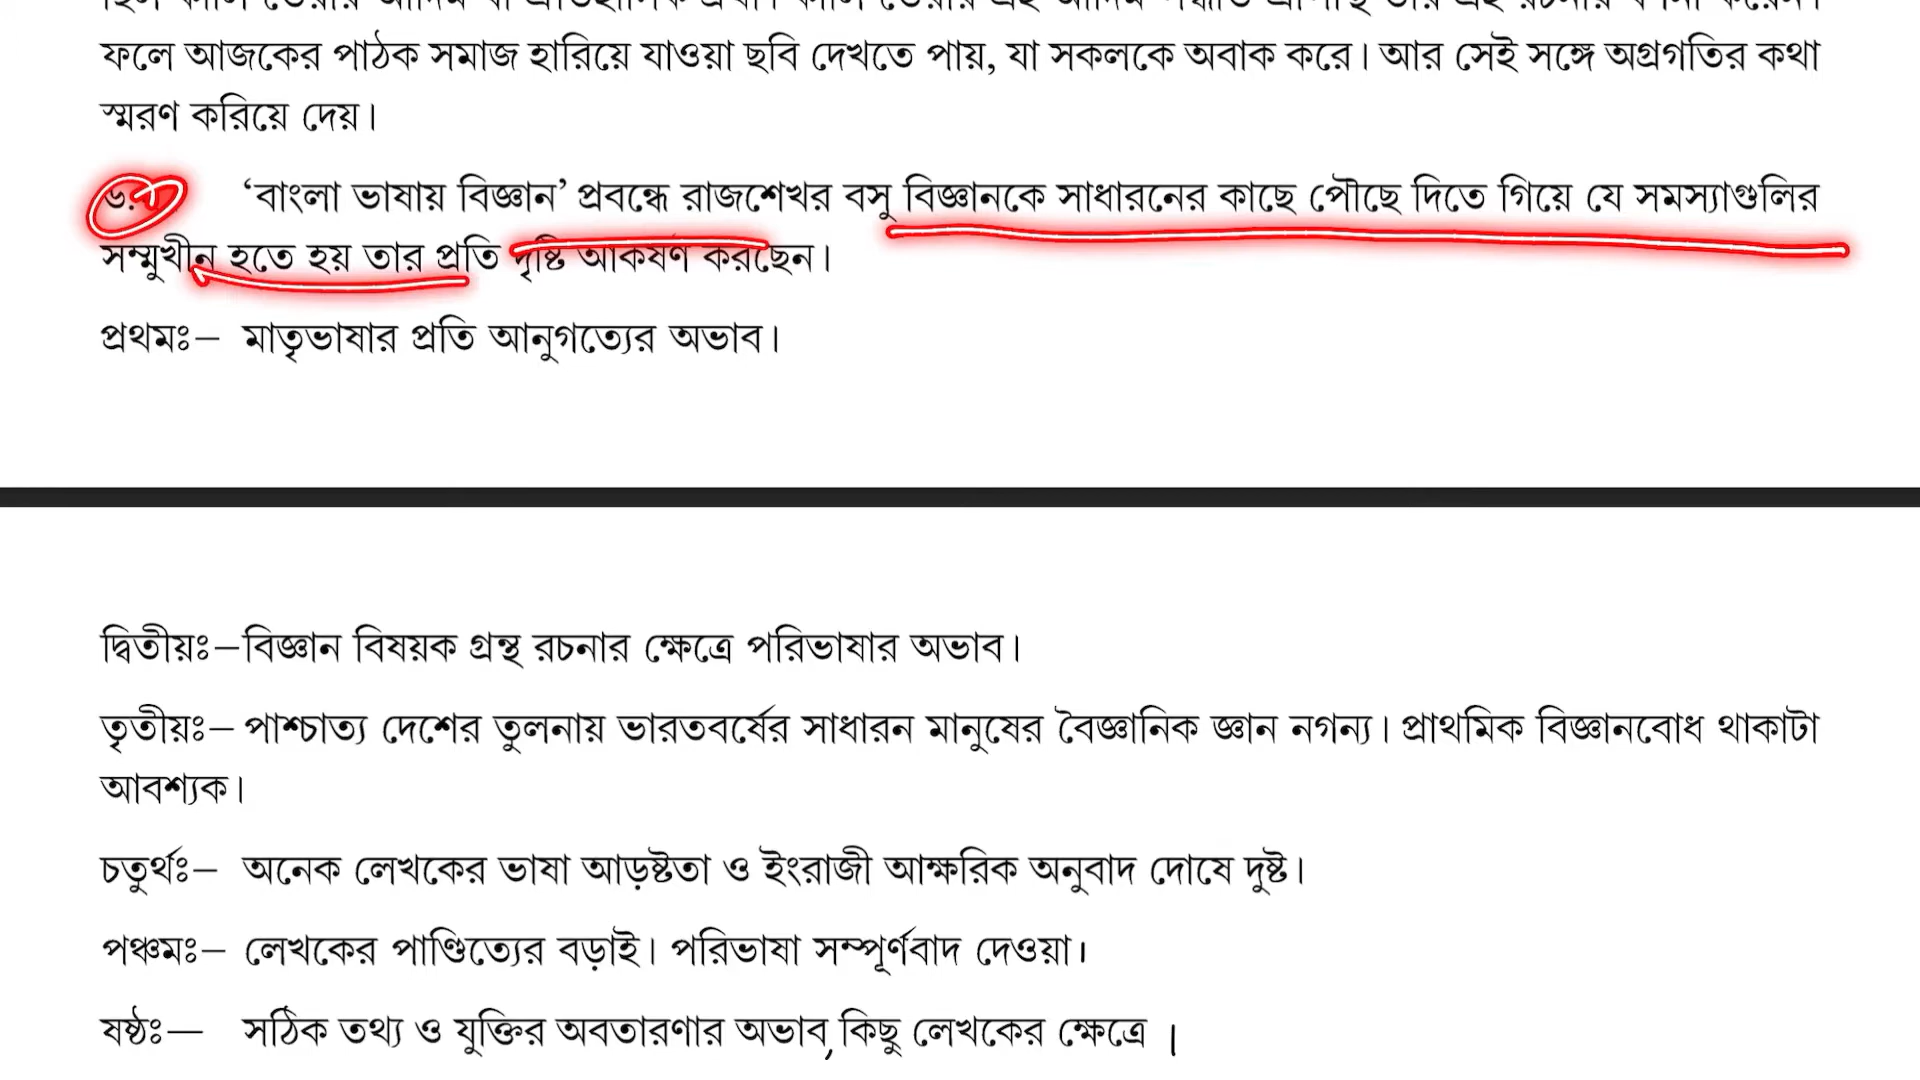 ফলে আজকের পাঠক সমাজ হারিয়ে যাওয়া ছবি দেখতে পায়, যা সকলকে অবাক করে। আর সেই সঙ্গে অগ্রগতির কথা
স্মরণ করিয়ে দেয়।
‘বাংলা ভাষায় বিজ্ঞান’ প্রবন্ধে রাজশেখর বসু বিজ্ঞানকে সাধারনের কাছে পৌছে দিতে গিয়ে যে সমস্যাগুলির
সম্মুখীন হতে হয় তার প্রতি দৃষ্টি আকর্ষণ করছেন।
প্রথমঃ– মাতৃভাষার প্রতি আনুগত্যের অভাব।
দ্বিতীয়ঃ–বিজ্ঞান বিষয়ক গ্রন্থ রচনার ক্ষেত্রে পরিভাষার অভাব।
তৃতীয়ঃ– পাশ্চাত্য দেশের তুলনায় ভারতবর্ষের সাধারন মানুষের বৈজ্ঞানিক জ্ঞান নগন্য। প্রাথমিক বিজ্ঞানবোধ থাকাটা
আবশ্যক।
চতুর্থঃ– অনেক লেখকের ভাষা আড়ষ্টতা ও ইংরাজী আক্ষরিক অনুবাদ দোষে দুষ্ট।
পঞ্চমঃ– লেখকের পাণ্ডিত্যের বড়াই। পরিভাষা সম্পূর্ণবাদ দেওয়া।
ষষ্ঠঃ— সঠিক তথ্য ও যুক্তির অবতারণার অভাব, কিছু লেখকের ক্ষেত্রে ।